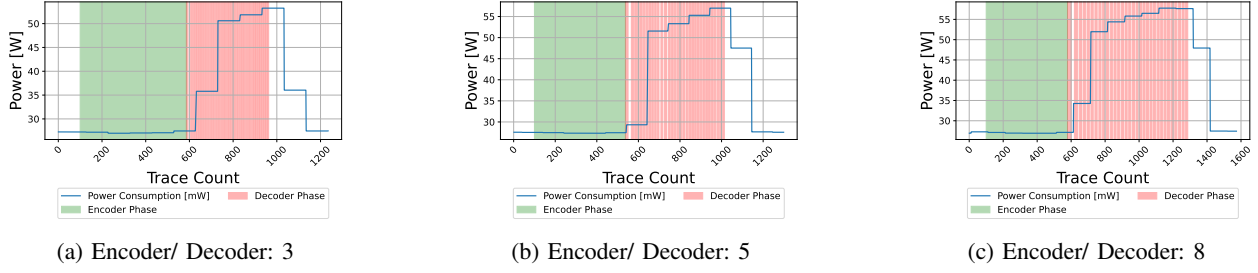 Power [W]
50
45
40
35
30
0
200
400
600
800
1000
1200
Trace Count
Power Consumption [mW]
Decoder Phase
Encoder Phase
(a) Encoder/ Decoder: 3
Power [W]
55
50
45
40
35
30
0
200
400
600
800
1000
1200
Trace Count
Power Consumption [mW]
Decoder Phase
Encoder Phase
(b) Encoder/ Decoder: 5
Power [W]
55
50
45
40
35
30
0
200
400
600
800
1000
1200
1400
1600
Trace Count
Power Consumption [mW]
Decoder Phase
Encoder Phase
(c) Encoder/ Decoder: 8